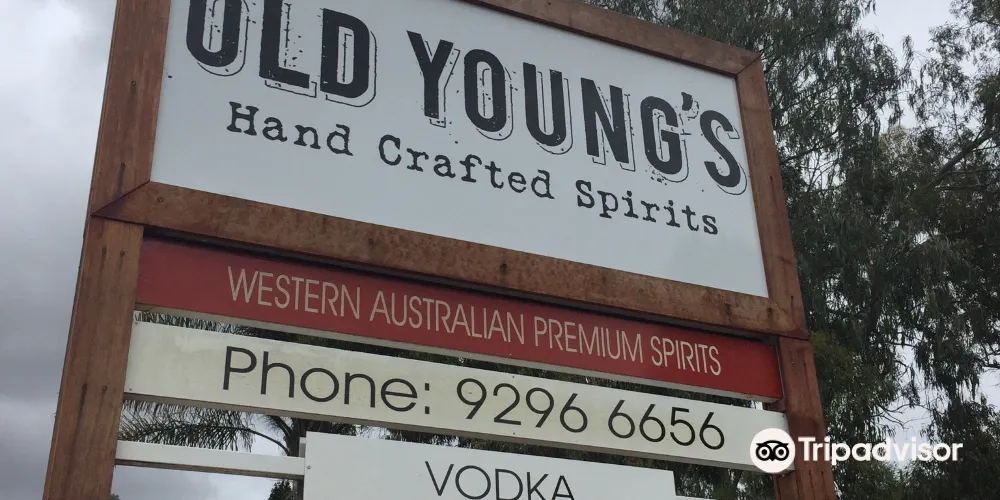 OLD YOUNG'S
Hand Crafted Spirits
WESTERN AUSTRALIAN PREMIUM SPIRITS
Phone: 9296 6656
VODKA
Tripadvisor